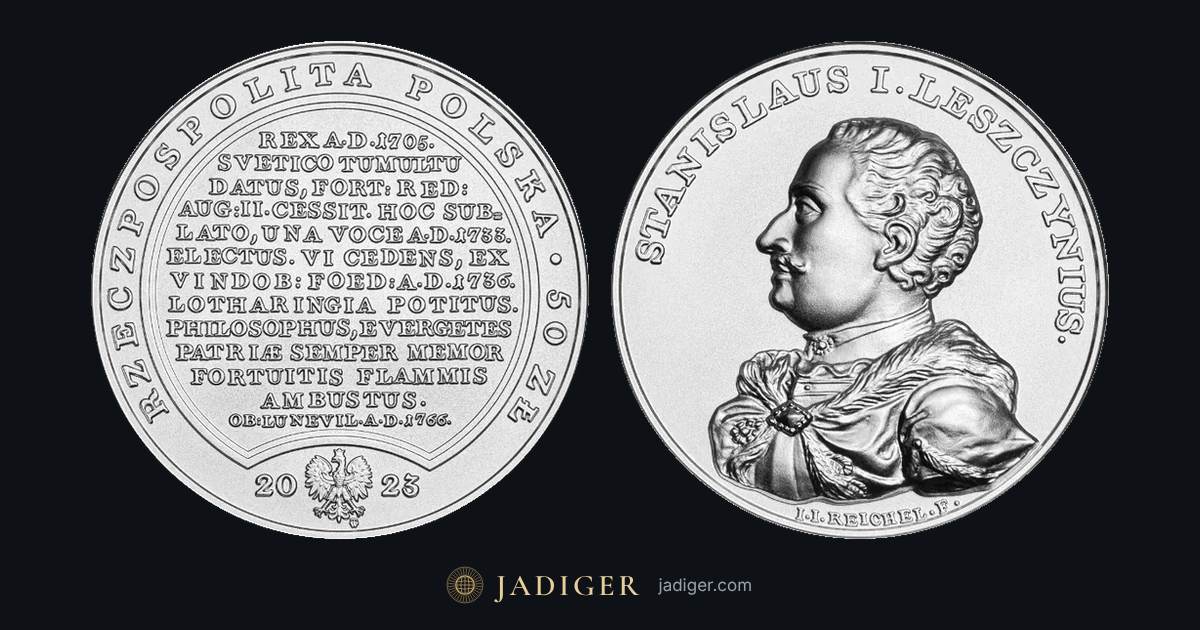 RZECZPOSPOLITA POLSKA · 50 ZŁ
REX A.D.1705.
SVETICO TUMULTU
DATUS, FORT: RED:
AUG:II.CESSIT. HOC SUB=
LATO, UNA VOCE A.D.1733.
ELECTUS. VI CEDENS, EX
VINDOB: FOED: A.D.1736.
LOTHARINGIA POTITUS.
PHILOSOPHUS, EVERGETES
PATRIÆ SEMPER MEMOR
FORTUITIS FLAMMIS
AMBUSTUS.
OB: LUNEVIL.A.D.1766.
20 23
STANISLAUS I. LESZCZYNIUS.
I.I. REICHEL. F.
JADIGER jadiger.com